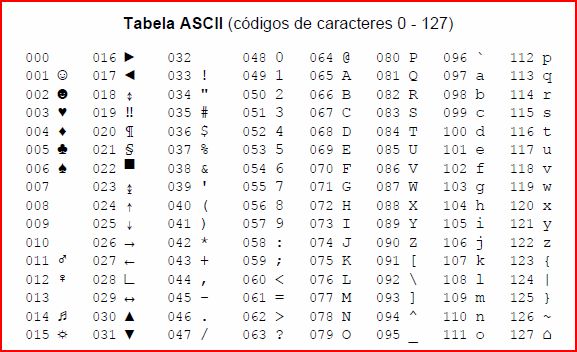 Tabela ASCII (códigos de caracteres 0 - 127)
000 016 ► 032 048 0 064 @ 080 P 096 ` 112 p
001 ☺ 017 ◄ 033 ! 049 1 065 A 081 Q 097 a 113 q
002 ☻ 018 ↕ 034 " 050 2 066 B 082 R 098 b 114 r
003 ♥ 019 ‼ 035 # 051 3 067 C 083 S 099 c 115 s
004 ♦ 020 ¶ 036 $ 052 4 068 D 084 T 100 d 116 t
005 ♣ 021 § 037 % 053 5 069 E 085 U 101 e 117 u
006 ♠ 022 ■ 038 & 054 6 070 F 086 V 102 f 118 v
007 023 ↨ 039 ' 055 7 071 G 087 W 103 g 119 w
008 024 ↑ 040 ( 056 8 072 H 088 X 104 h 120 x
009 025 ↓ 041 ) 057 9 073 I 089 Y 105 i 121 y
010 026 → 042 * 058 : 074 J 090 Z 106 j 122 z
011 ♂ 027 ← 043 + 059 ; 075 K 091 [ 107 k 123 {
012 ♀ 028 ∟ 044 , 060 < 076 L 092 \ 108 l 124 |
013 029 ↔ 045 - 061 = 077 M 093 ] 109 m 125 }
014 ♬ 030 ▲ 046 . 062 > 078 N 094 ^ 110 n 126 ~
015 ☼ 031 ▼ 047 / 063 ? 079 O 095 _ 111 o 127 ⌂